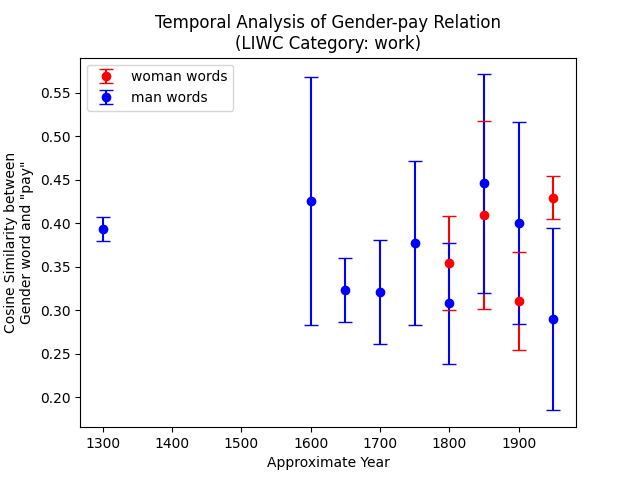 Temporal Analysis of Gender-pay Relation
(LIWC Category: work)
woman words
man words
Cosine Similarity between
Gender word and "pay"
0.55
0.50
0.45
0.40
0.35
0.30
0.25
0.20
1300 1400 1500 1600 1700 1800 1900
Approximate Year